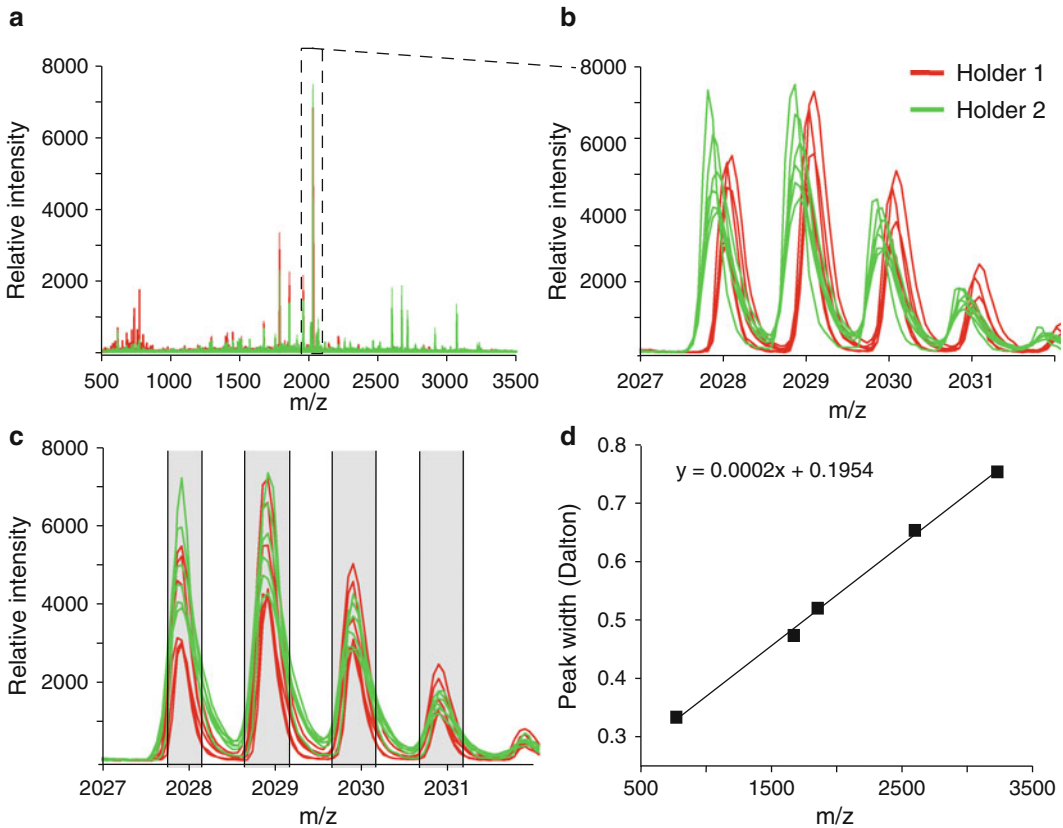 a
8000
6000
4000
2000
Relative intensity
500 1000 1500 2000 2500 3000 3500
m/z
b
8000
6000
4000
2000
Relative intensity
Holder 1
Holder 2
2027 2028 2029 2030 2031
m/z
c
8000
6000
4000
2000
Relative intensity
2027 2028 2029 2030 2031
m/z
d
0.8
0.7
0.6
0.5
0.4
0.3
Peak width (Dalton)
y = 0.0002x + 0.1954
500 1500 2500 3500
m/z